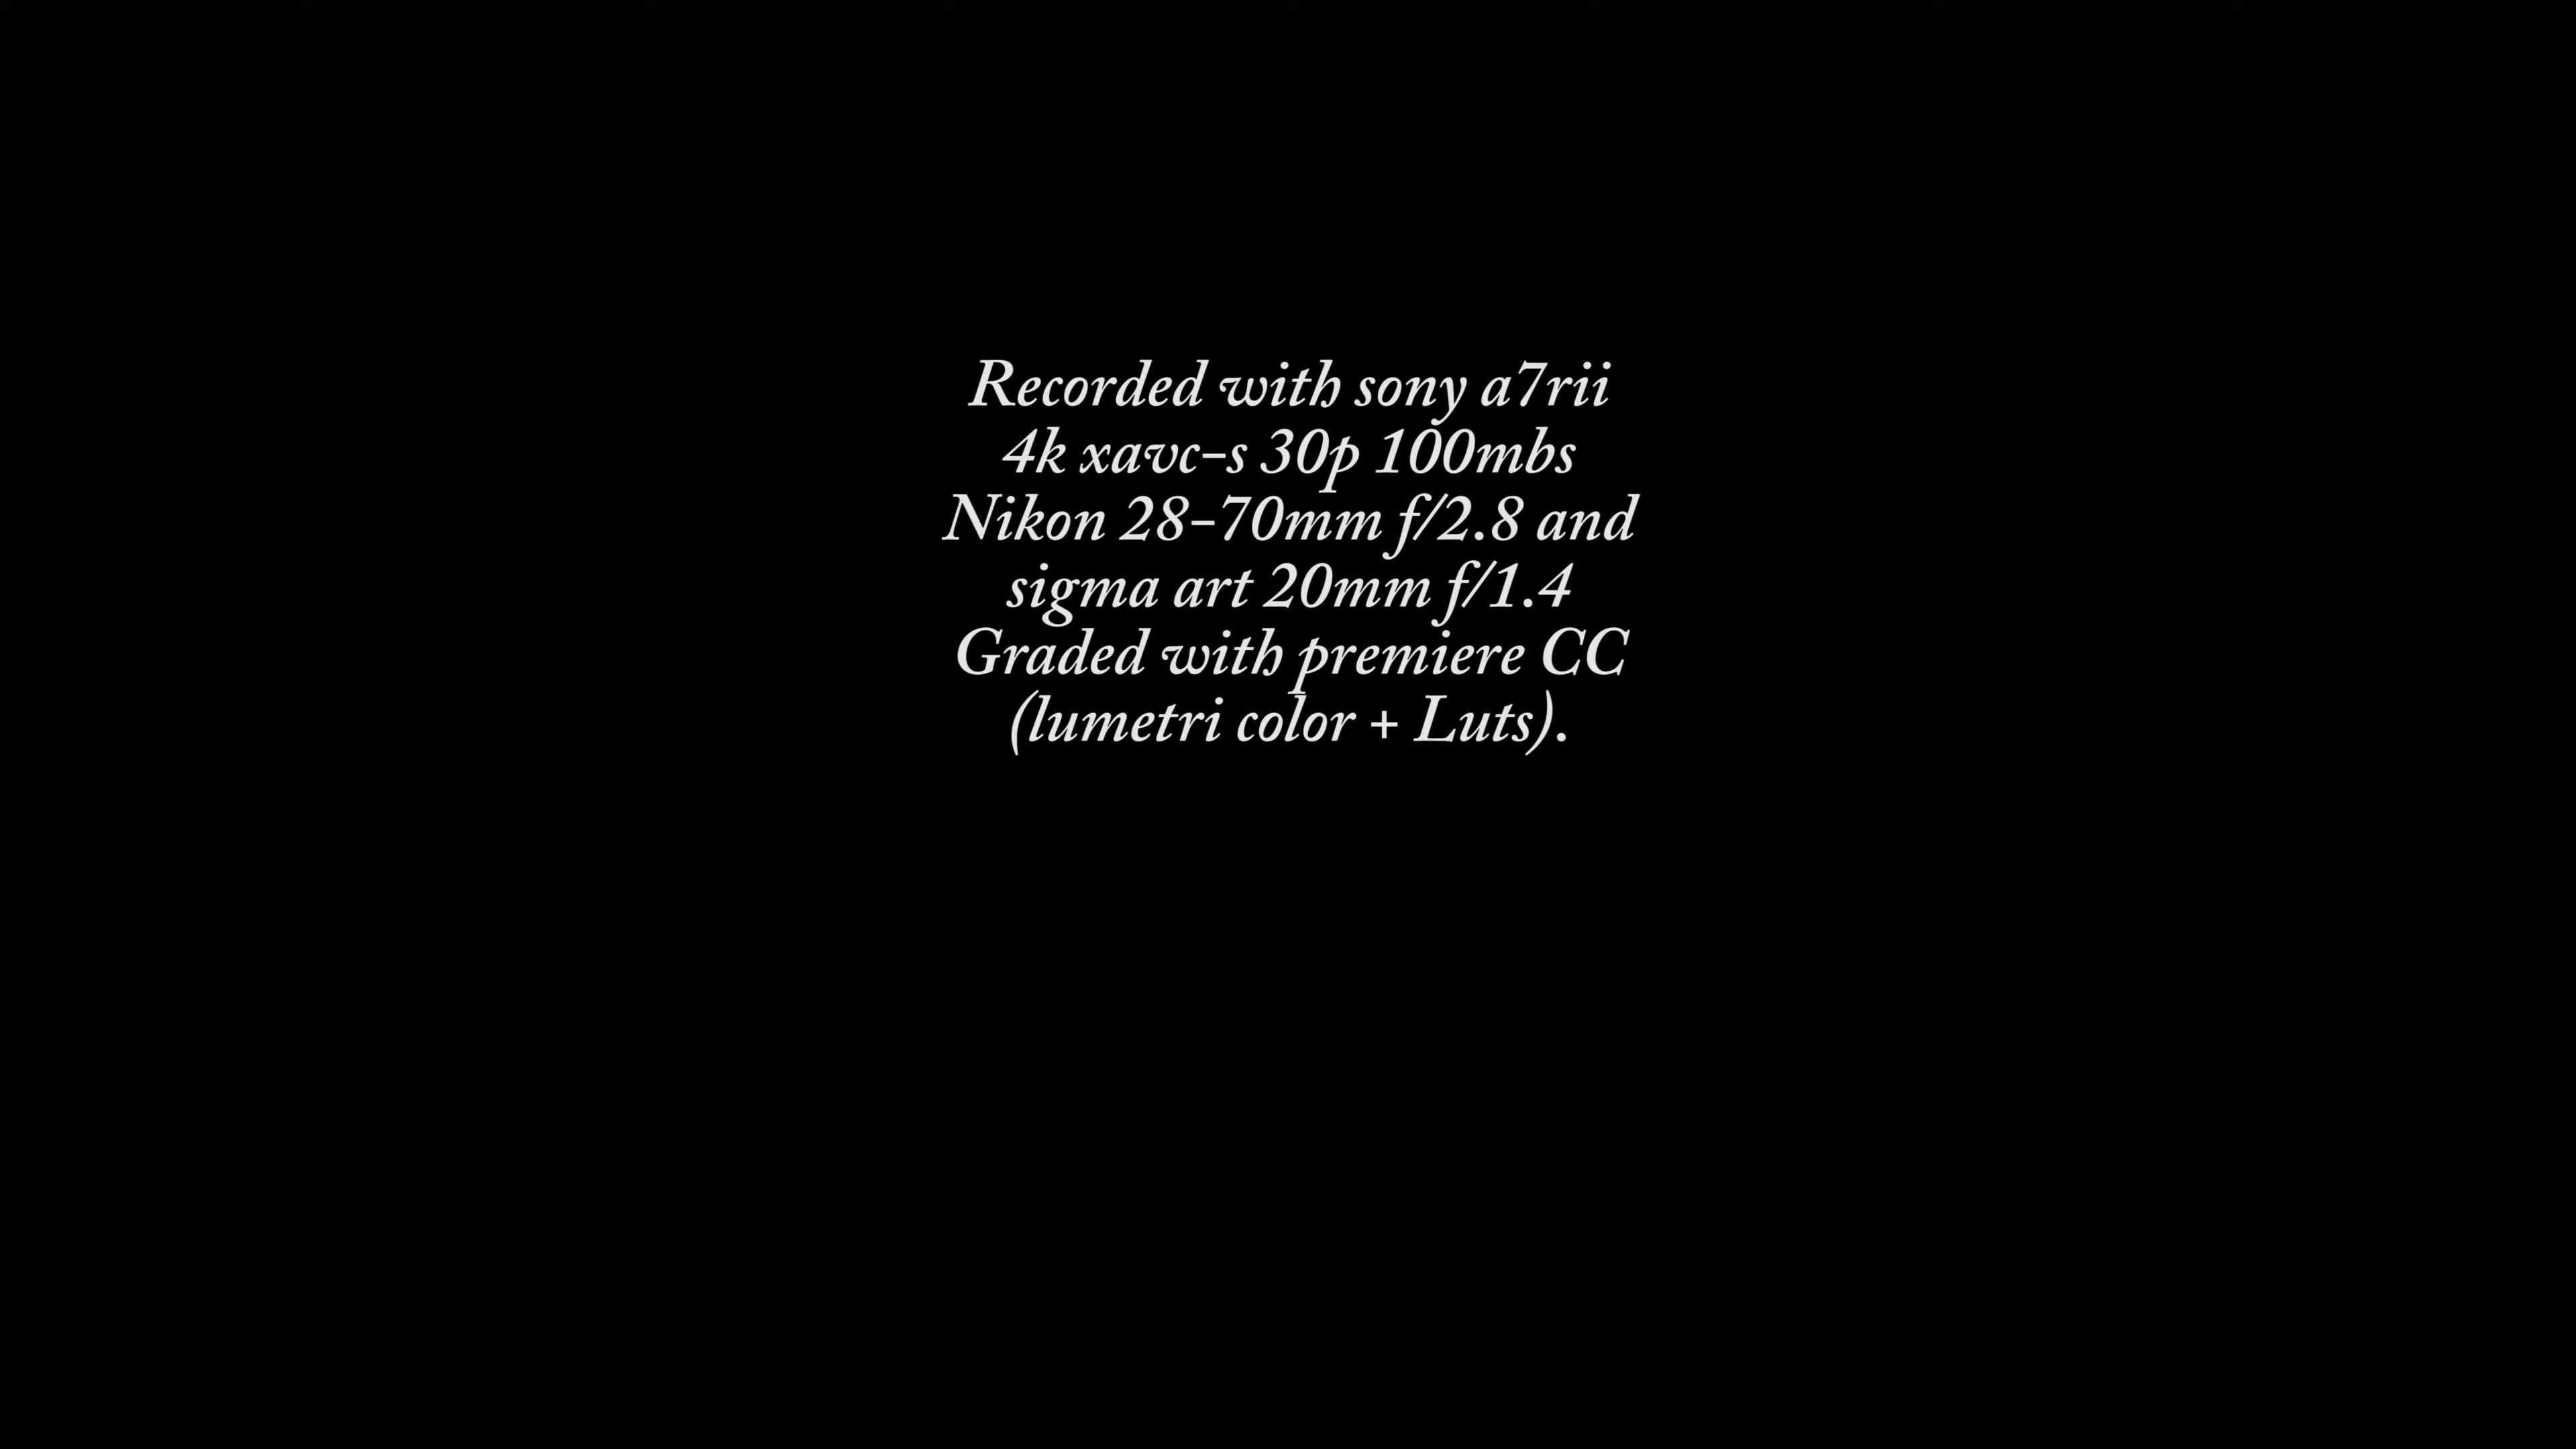 Recorded with sony a7rii
4k xavc-s 30p 100mbs
Nikon 28-70mm f/2.8 and
sigma art 20mm f/1.4
Graded with premiere CC
(lumetri color + Luts).